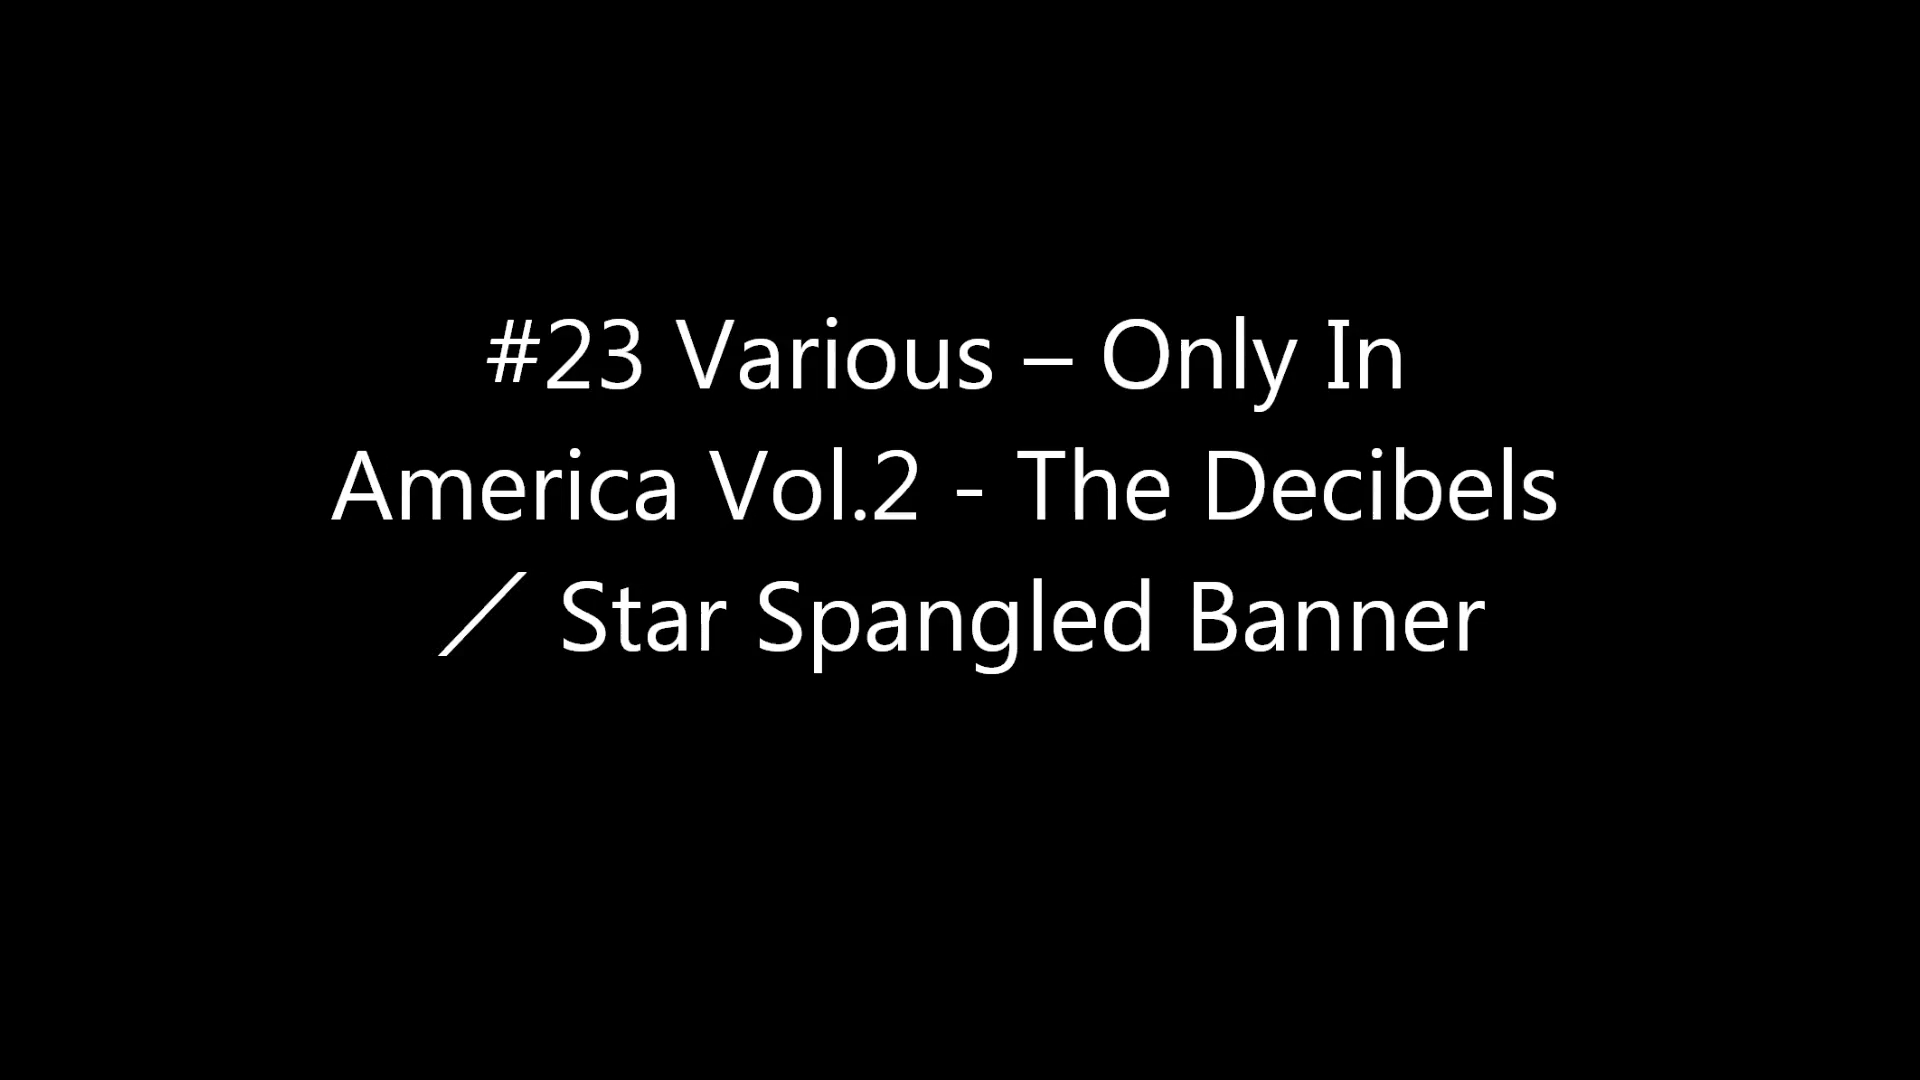 #23 Various – Only In
America Vol.2 - The Decibels
／ Star Spangled Banner